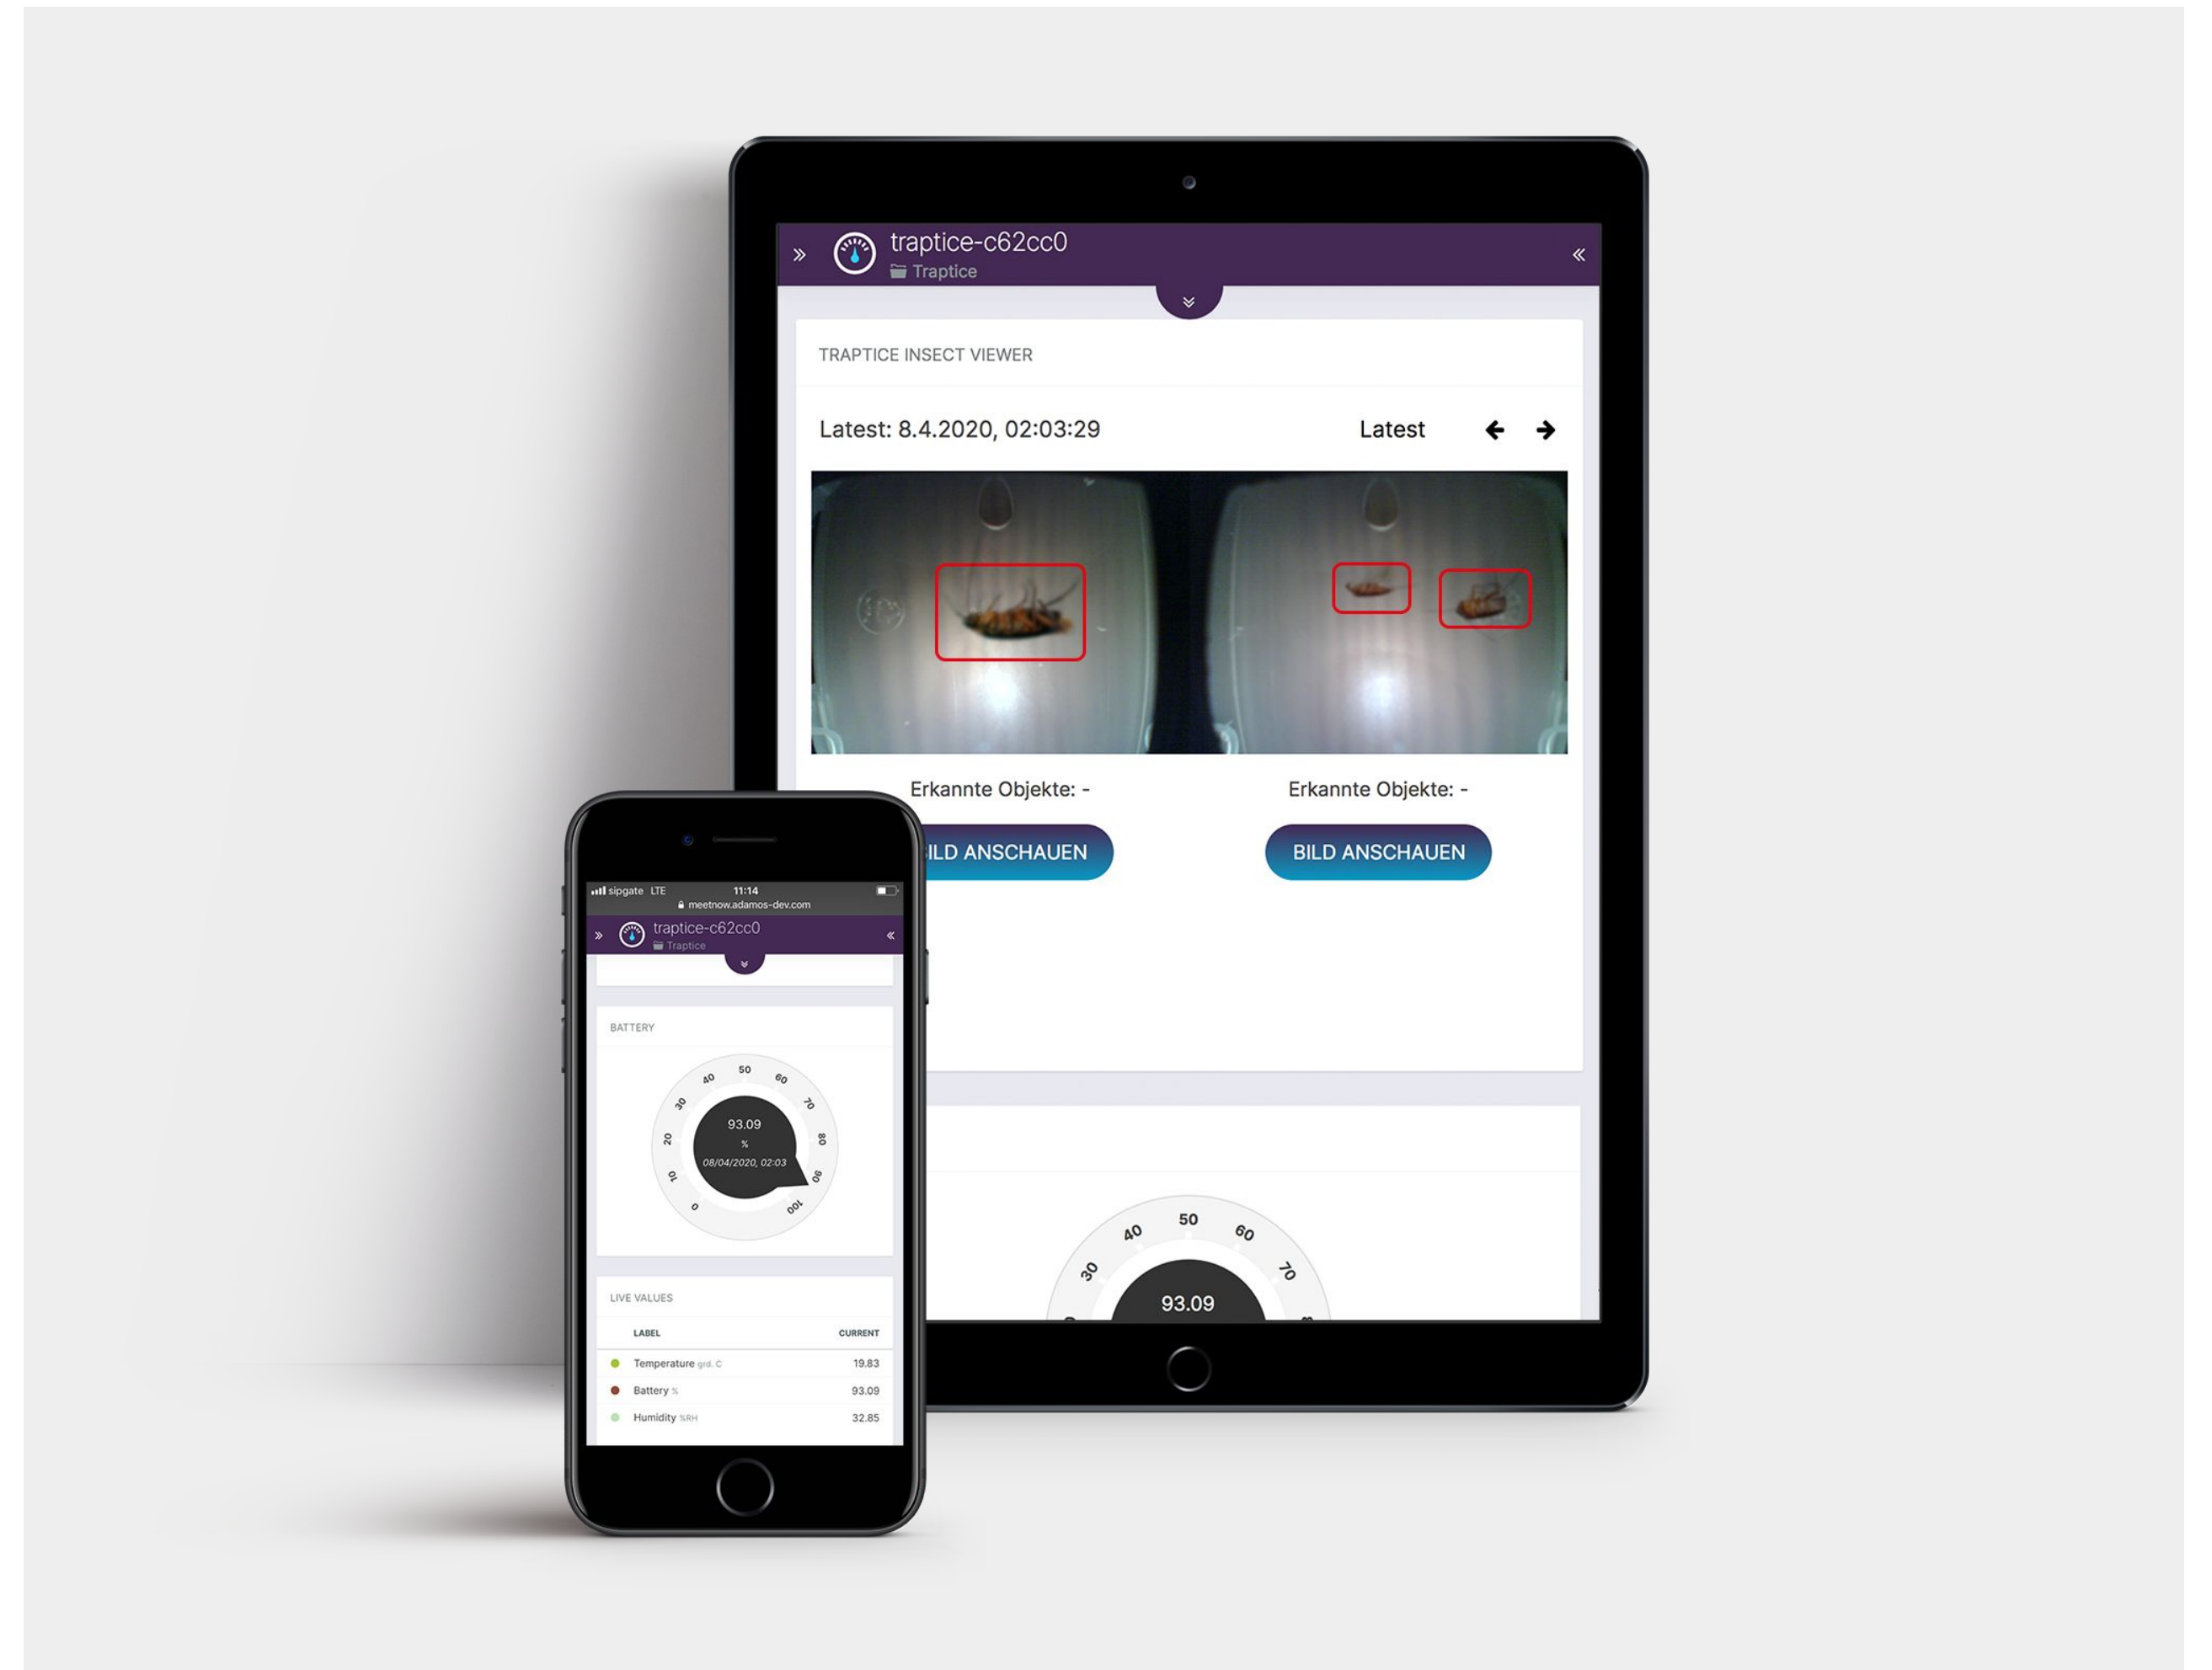 traptice-c62cc0
Traptice
TRAPTICE INSECT VIEWER
Latest: 8.4.2020, 02:03:29
Latest
Erkannte Objekte: -
Erkannte Objekte: -
ILD ANSCHAUEN
BILD ANSCHAUEN
30
40
50
60
70
93.09
sipgate LTE
11:14
meetnow.adamos-dev.com
traptice-c62cc0
Traptice
BATTERY
0
10
20
30
40
50
60
70
80
90
100
93.09
%
08/04/2020, 02:03
LIVE VALUES
LABEL CURRENT
Temperature grd. C 19.83
Battery % 93.09
Humidity %RH 32.85